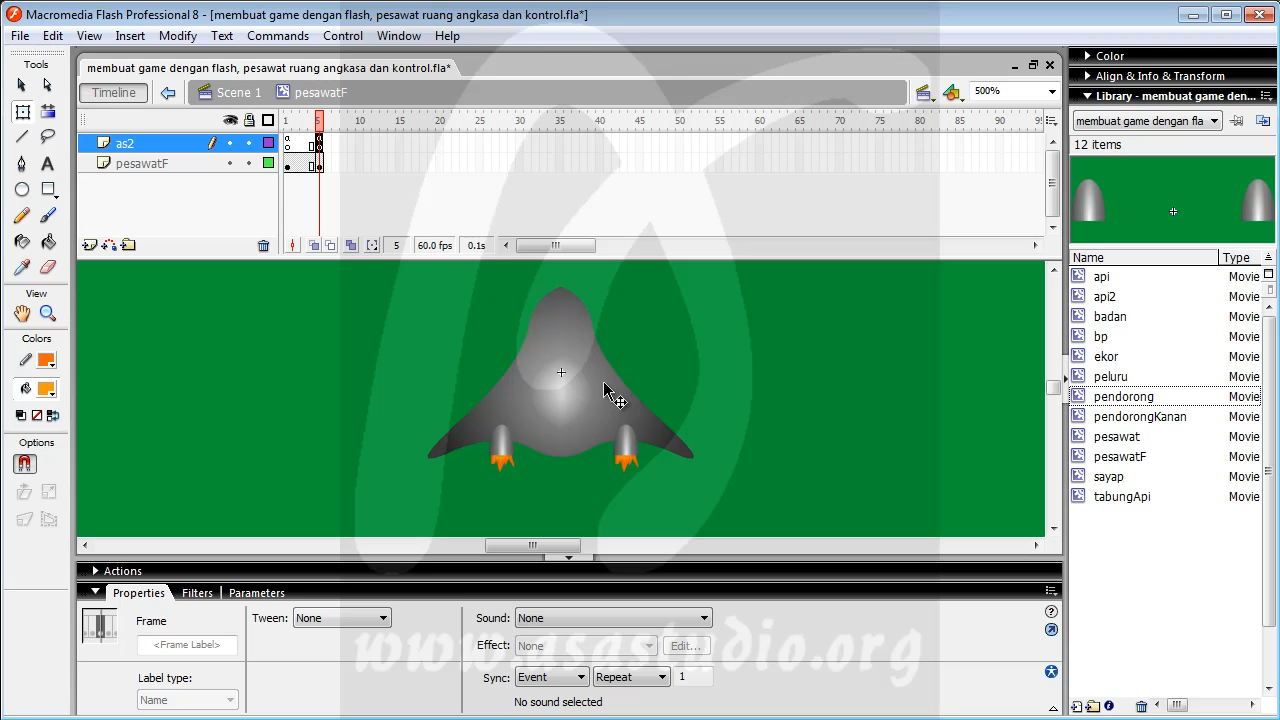 Macromedia Flash Professional 8 - [membuat game dengan flash, pesawat ruang angkasa dan kontrol.fla*]
File Edit View Insert Modify Text Commands Control Window Help
Tools
View
Colors
Options
membuat game dengan flash, pesawat ruang angkasa dan kontrol.fla*
Timeline Scene 1 pesawatF 500%
1 5 10 15 20 25 30 35 40 45 50 55 60 65 70 75 80 85 90 95
as2
pesawatF
5 60.0 fps 0.1s
Actions
Properties Filters Parameters
Frame
<Frame Label>
Label type:
Name
Tween: None
Sound: None
Effect: None Edit...
Sync: Event Repeat 1
No sound selected
www.asastudio.org
Color
Align & Info & Transform
Library - membuat game den...
membuat game dengan fla
12 items
Name Type
api Movie
api2 Movie
badan Movie
bp Movie
ekor Movie
peluru Movie
pendorong Movie
pendorongKanan Movie
pesawat Movie
pesawatF Movie
sayap Movie
tabungApi Movie